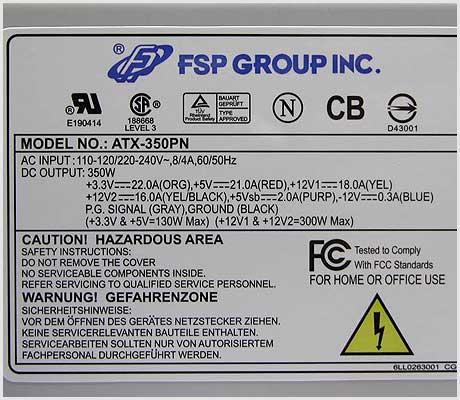 ® FSP GROUP INC.
E190414
188668
LEVEL 3
TÜV
Rheinland
Product Safety
BAUART
GEPRÜFT
TYPE
APPROVED
N
CB
D43001
MODEL NO.: ATX-350PN
AC INPUT :110-120/220-240V~,8/4A,60/50Hz
DC OUTPUT: 350W
+3.3V⎓22.0A(ORG),+5V⎓21.0A(RED),+12V1⎓18.0A(YEL)
+12V2⎓16.0A(YEL/BLACK),+5Vsb⎓2.0A(PURPLE),-12V⎓0.3A(BLUE)
P.G. SIGNAL (GRAY),GROUND (BLACK)
(+3.3V & +5V=130W Max) (+12V1 & +12V2=300W Max)
CAUTION! HAZARDOUS AREA
SAFETY INSTRUCTIONS:
DO NOT REMOVE THE COVER
NO SERVICEABLE COMPONENTS INSIDE.
REFER SERVICING TO QUALIFIED SERVICE PERSONNEL.
WARNUNG! GEFAHRENZONE
SICHERHEITSHINWEISE:
VOR DEM ÖFFNEN DES GERÄTES NETZSTECKER ZIEHEN.
KEINE SERVICERELEVANTEN BAUTEILE ENTHALTEN.
SERVICEARBEITEN SOLLTEN NUR VON AUTORISIERTEM
FACHPERSONAL DURCHGEFÜHRT WERDEN.
FC Tested to Comply
With FCC Standards
FOR HOME OR OFFICE USE
6LL0263001 CG